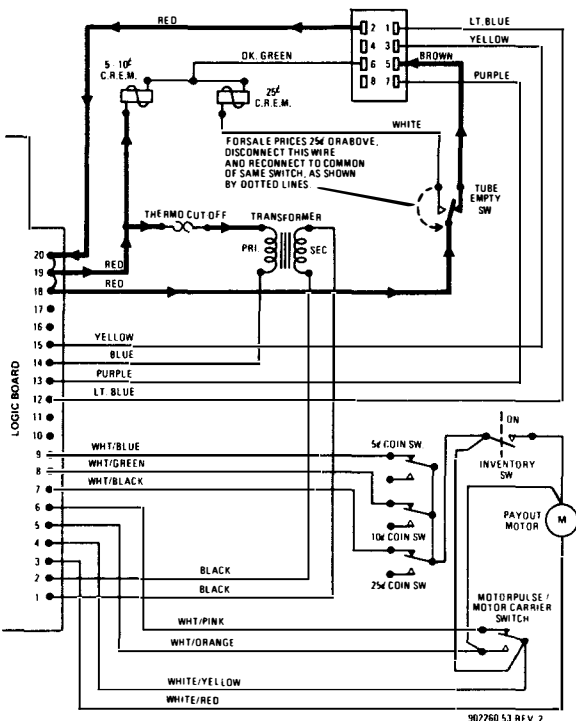 RED
2 1 LT. BLUE
4 3 YELLOW
DK. GREEN 6 5 BROWN
8 7 PURPLE
5 - 10¢
C.R.E.M.
25¢
C.R.E.M.
WHITE
FOR SALE PRICES 25¢ OR ABOVE,
DISCONNECT THIS WIRE
AND RECONNECT TO COMMON
OF SAME SWITCH, AS SHOWN
BY DOTTED LINES.
TUBE
EMPTY
SW
THERMO CUT-OFF
TRANSFORMER
PRI.
SEC
LOGIC BOARD
20
19 RED
18 RED
17
16
15 YELLOW
14 BLUE
13 PURPLE
12 LT. BLUE
11
10
9 WHT/BLUE
8 WHT/GREEN
7 WHT/BLACK
6
5
4
3
2 BLACK
1 BLACK
5¢ COIN SW.
10¢ COIN SW
25¢ COIN SW
ON
INVENTORY
SW
PAYOUT
MOTOR
M
MOTORPULSE /
MOTOR CARRIER
SWITCH
WHT/PINK
WHT/ORANGE
WHITE/YELLOW
WHITE/RED
902260 53 REV. 2